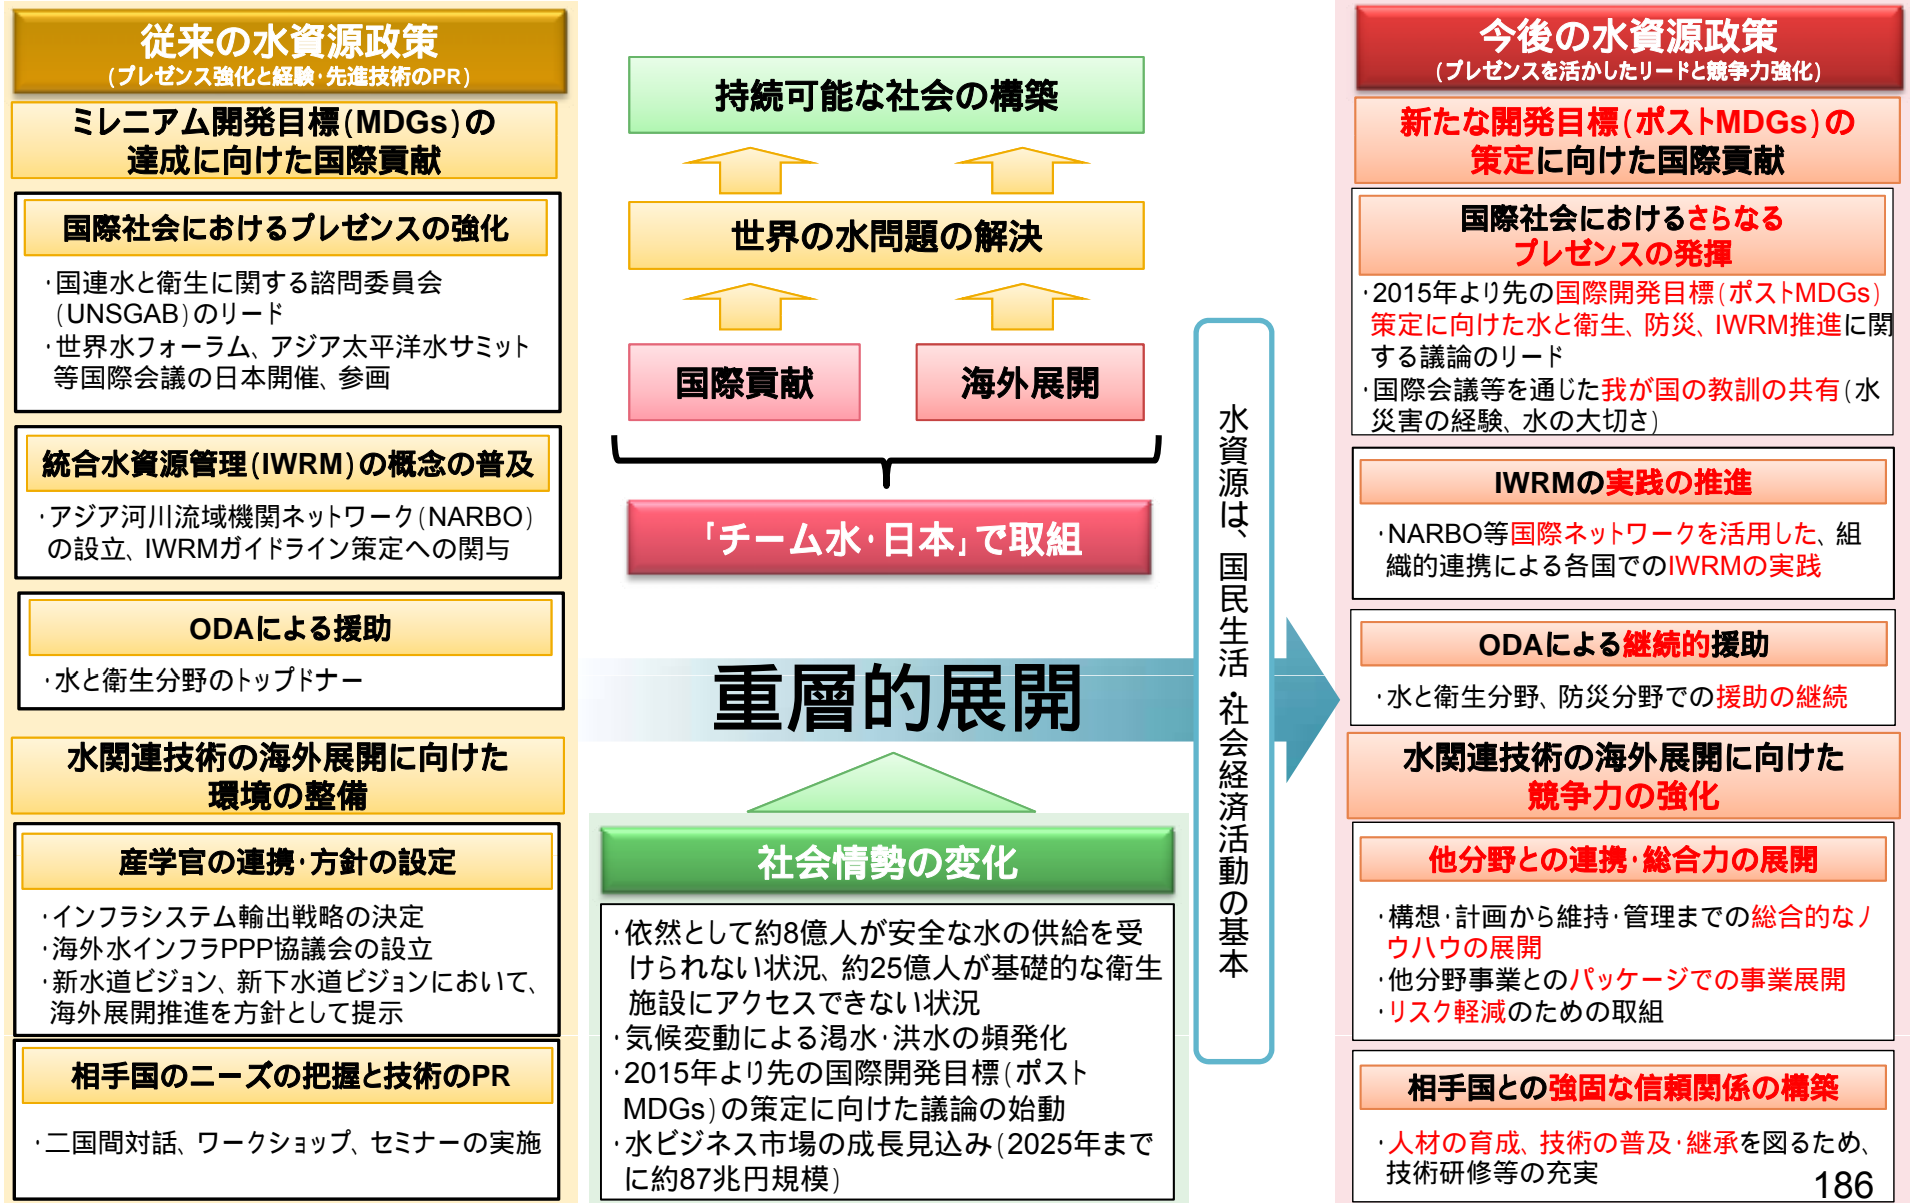 従来の水資源政策
(プレゼンス強化と経験・先進技術のPR)
ミレニアム開発目標(MDGs)の
達成に向けた国際貢献
国際社会におけるプレゼンスの強化
・国連水と衛生に関する諮問委員会
(UNSGAB)のリード
・世界水フォーラム、アジア太平洋水サミット
等国際会議の日本開催、参画
統合水資源管理(IWRM)の概念の普及
・アジア河川流域機関ネットワーク(NARBO)
の設立、IWRMガイドライン策定への関与
ODAによる援助
・水と衛生分野のトップドナー
水関連技術の海外展開に向けた
環境の整備
産学官の連携・方針の設定
・インフラシステム輸出戦略の決定
・海外水インフラPPP協議会の設立
・新水道ビジョン、新下水道ビジョンにおいて、
海外展開推進を方針として提示
相手国のニーズの把握と技術のPR
・二国間対話、ワークショップ、セミナーの実施
持続可能な社会の構築
世界の水問題の解決
国際貢献
海外展開
「チーム水・日本」で取組
重層的展開
社会情勢の変化
・依然として約8億人が安全な水の供給を受
けられない状況、約25億人が基礎的な衛生
施設にアクセスできない状況
・気候変動による渇水・洪水の頻発化
・2015年より先の国際開発目標(ポスト
MDGs)の策定に向けた議論の始動
・水ビジネス市場の成長見込み(2025年まで
に約87兆円規模)
水資源は、国民生活・社会経済活動の基本
今後の水資源政策
(プレゼンスを活かしたリードと競争力強化)
新たな開発目標(ポストMDGs)の
策定に向けた国際貢献
国際社会におけるさらなる
プレゼンスの発揮
・2015年より先の国際開発目標(ポストMDGs)
策定に向けた水と衛生、防災、IWRM推進に関
する議論のリード
・国際会議等を通じた我が国の教訓の共有(水
災害の経験、水の大切さ)
IWRMの実践の推進
・NARBO等国際ネットワークを活用した、組
織的連携による各国でのIWRMの実践
ODAによる継続的援助
・水と衛生分野、防災分野での援助の継続
水関連技術の海外展開に向けた
競争力の強化
他分野との連携・総合力の展開
・構想・計画から維持・管理までの総合的なノ
ウハウの展開
・他分野事業とのパッケージでの事業展開
・リスク軽減のための取組
相手国との強固な信頼関係の構築
・人材の育成、技術の普及・継承を図るため、
技術研修等の充実
186